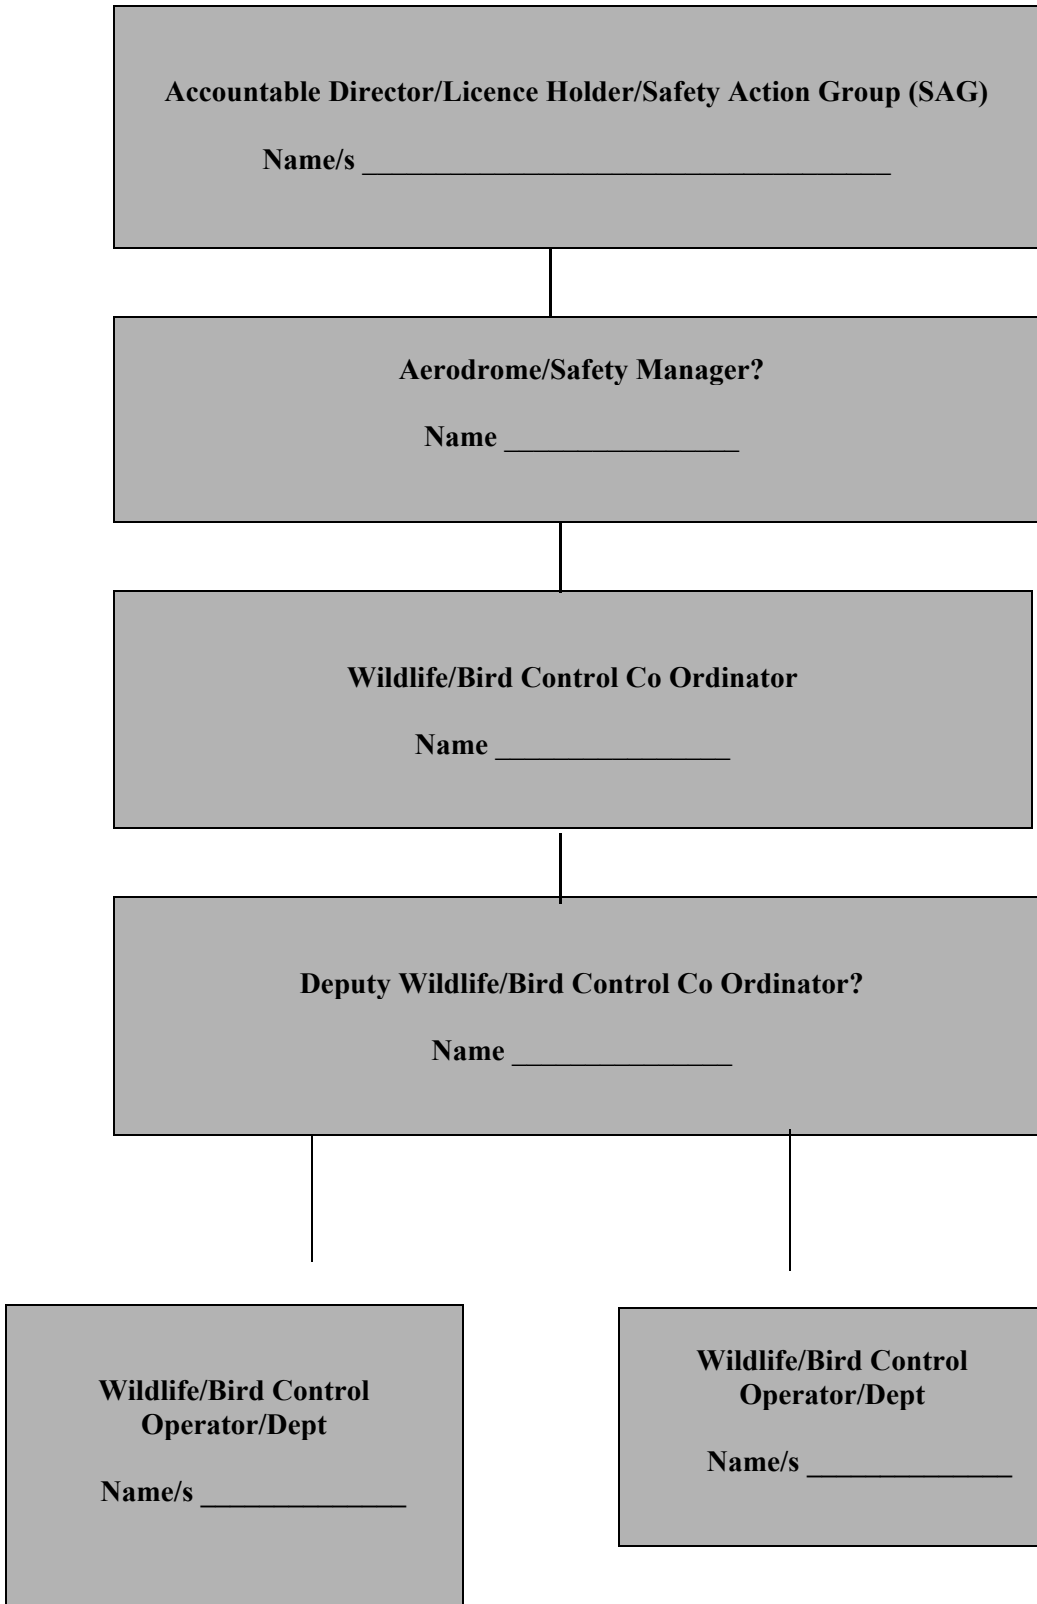 Accountable Director/Licence Holder/Safety Action Group (SAG)
Name/s ____________________________________
Aerodrome/Safety Manager?
Name ________________
Wildlife/Bird Control Co Ordinator
Name ________________
Deputy Wildlife/Bird Control Co Ordinator?
Name _______________
Wildlife/Bird Control
Operator/Dept
Name/s ______________
Wildlife/Bird Control
Operator/Dept
Name/s ______________